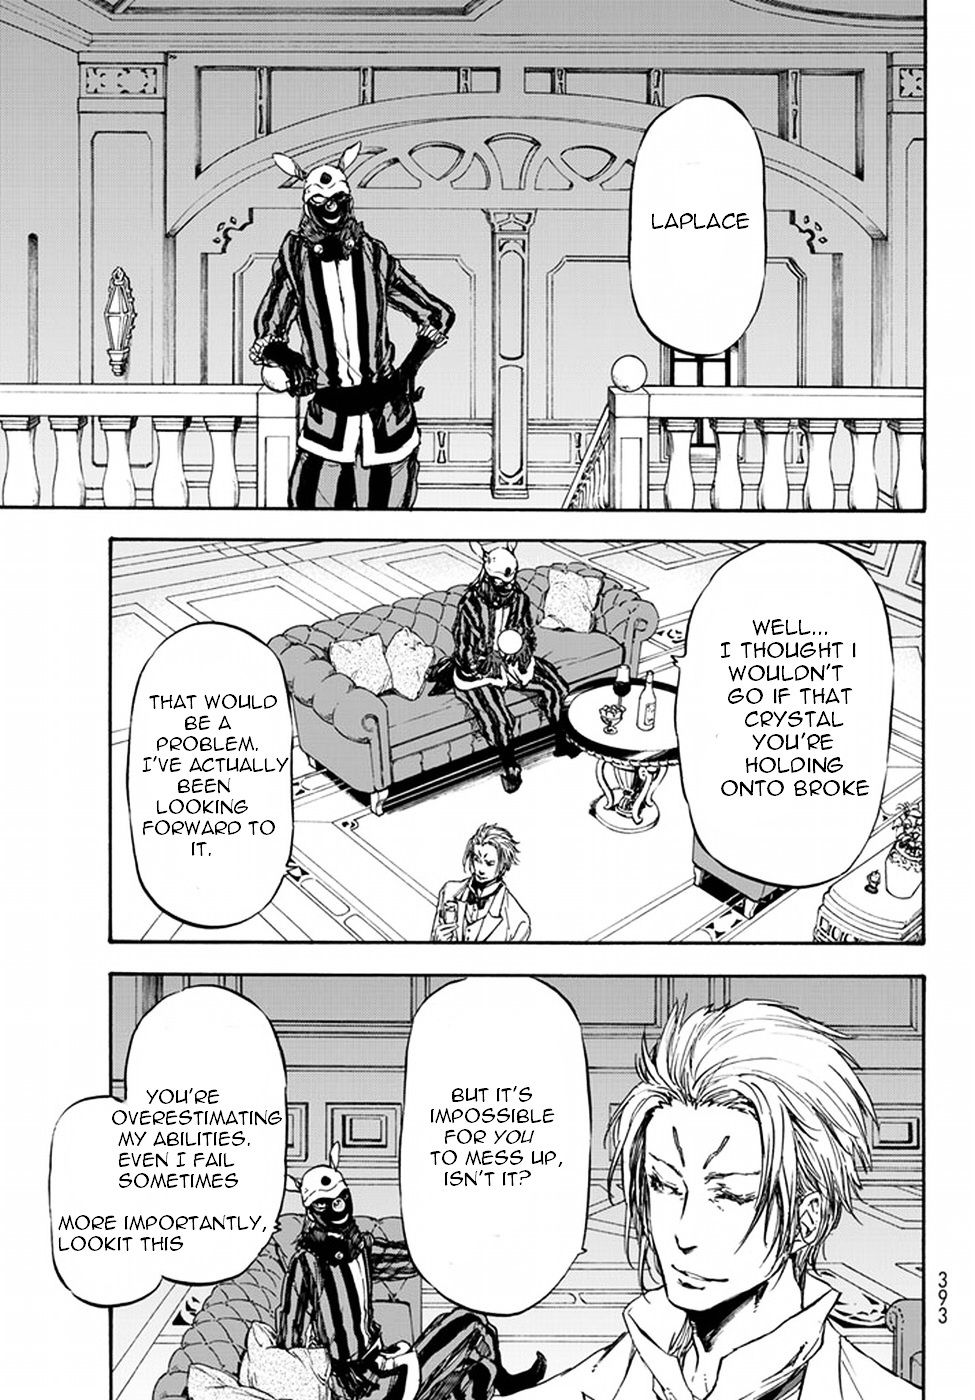 LAPLACE
WELL...
I THOUGHT I
WOULDN'T
GO IF THAT
CRYSTAL
YOU'RE
HOLDING
ONTO BROKE
THAT WOULD
BE A
PROBLEM.
I'VE ACTUALLY
BEEN
LOOKING
FORWARD TO
IT.
BUT IT'S
IMPOSSIBLE
FOR YOU
TO MESS UP,
ISN'T IT?
YOU'RE
OVERESTIMATING
MY ABILITIES.
EVEN I FAIL
SOMETIMES
MORE IMPORTANTLY,
LOOKIT THIS
393